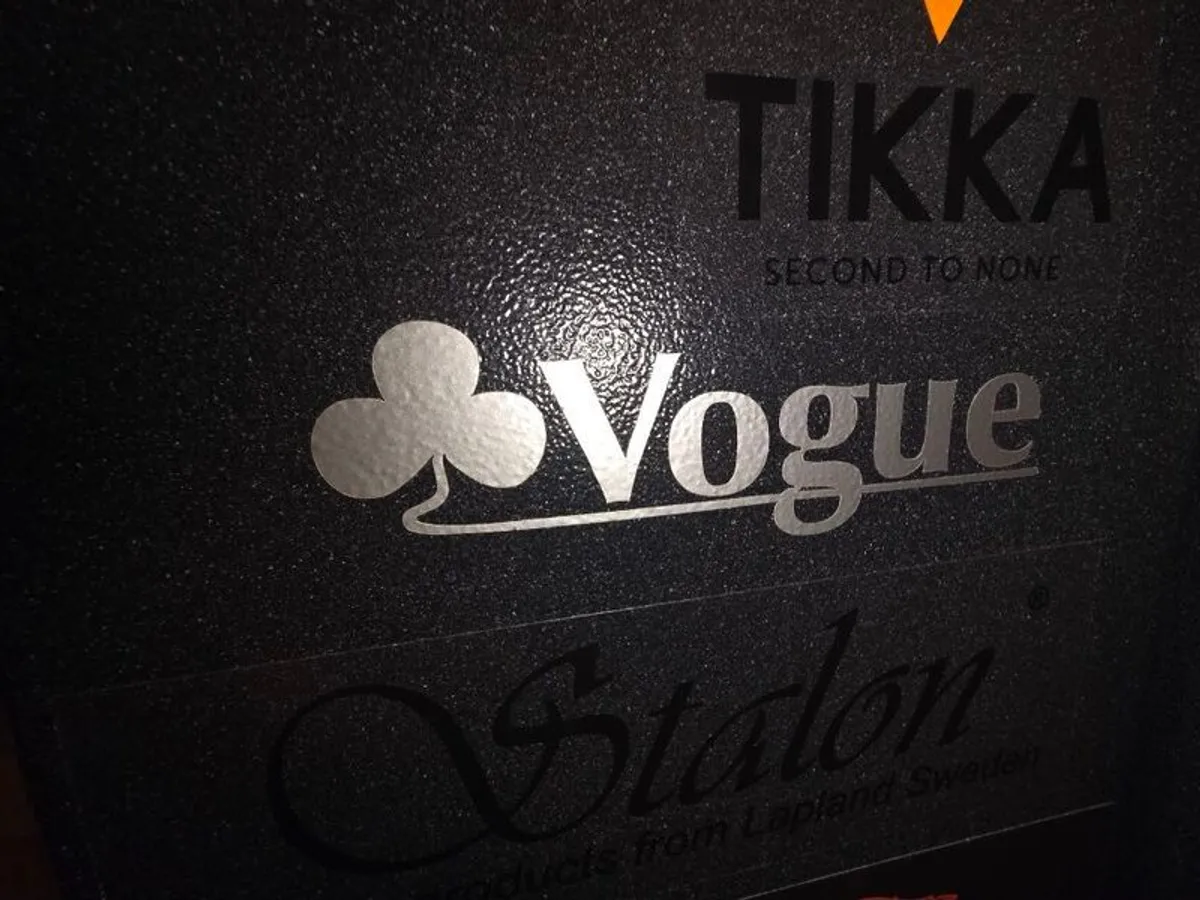 TIKKA
SECOND TO NONE
Vogue
Stalon®
products from Lapland Sweden